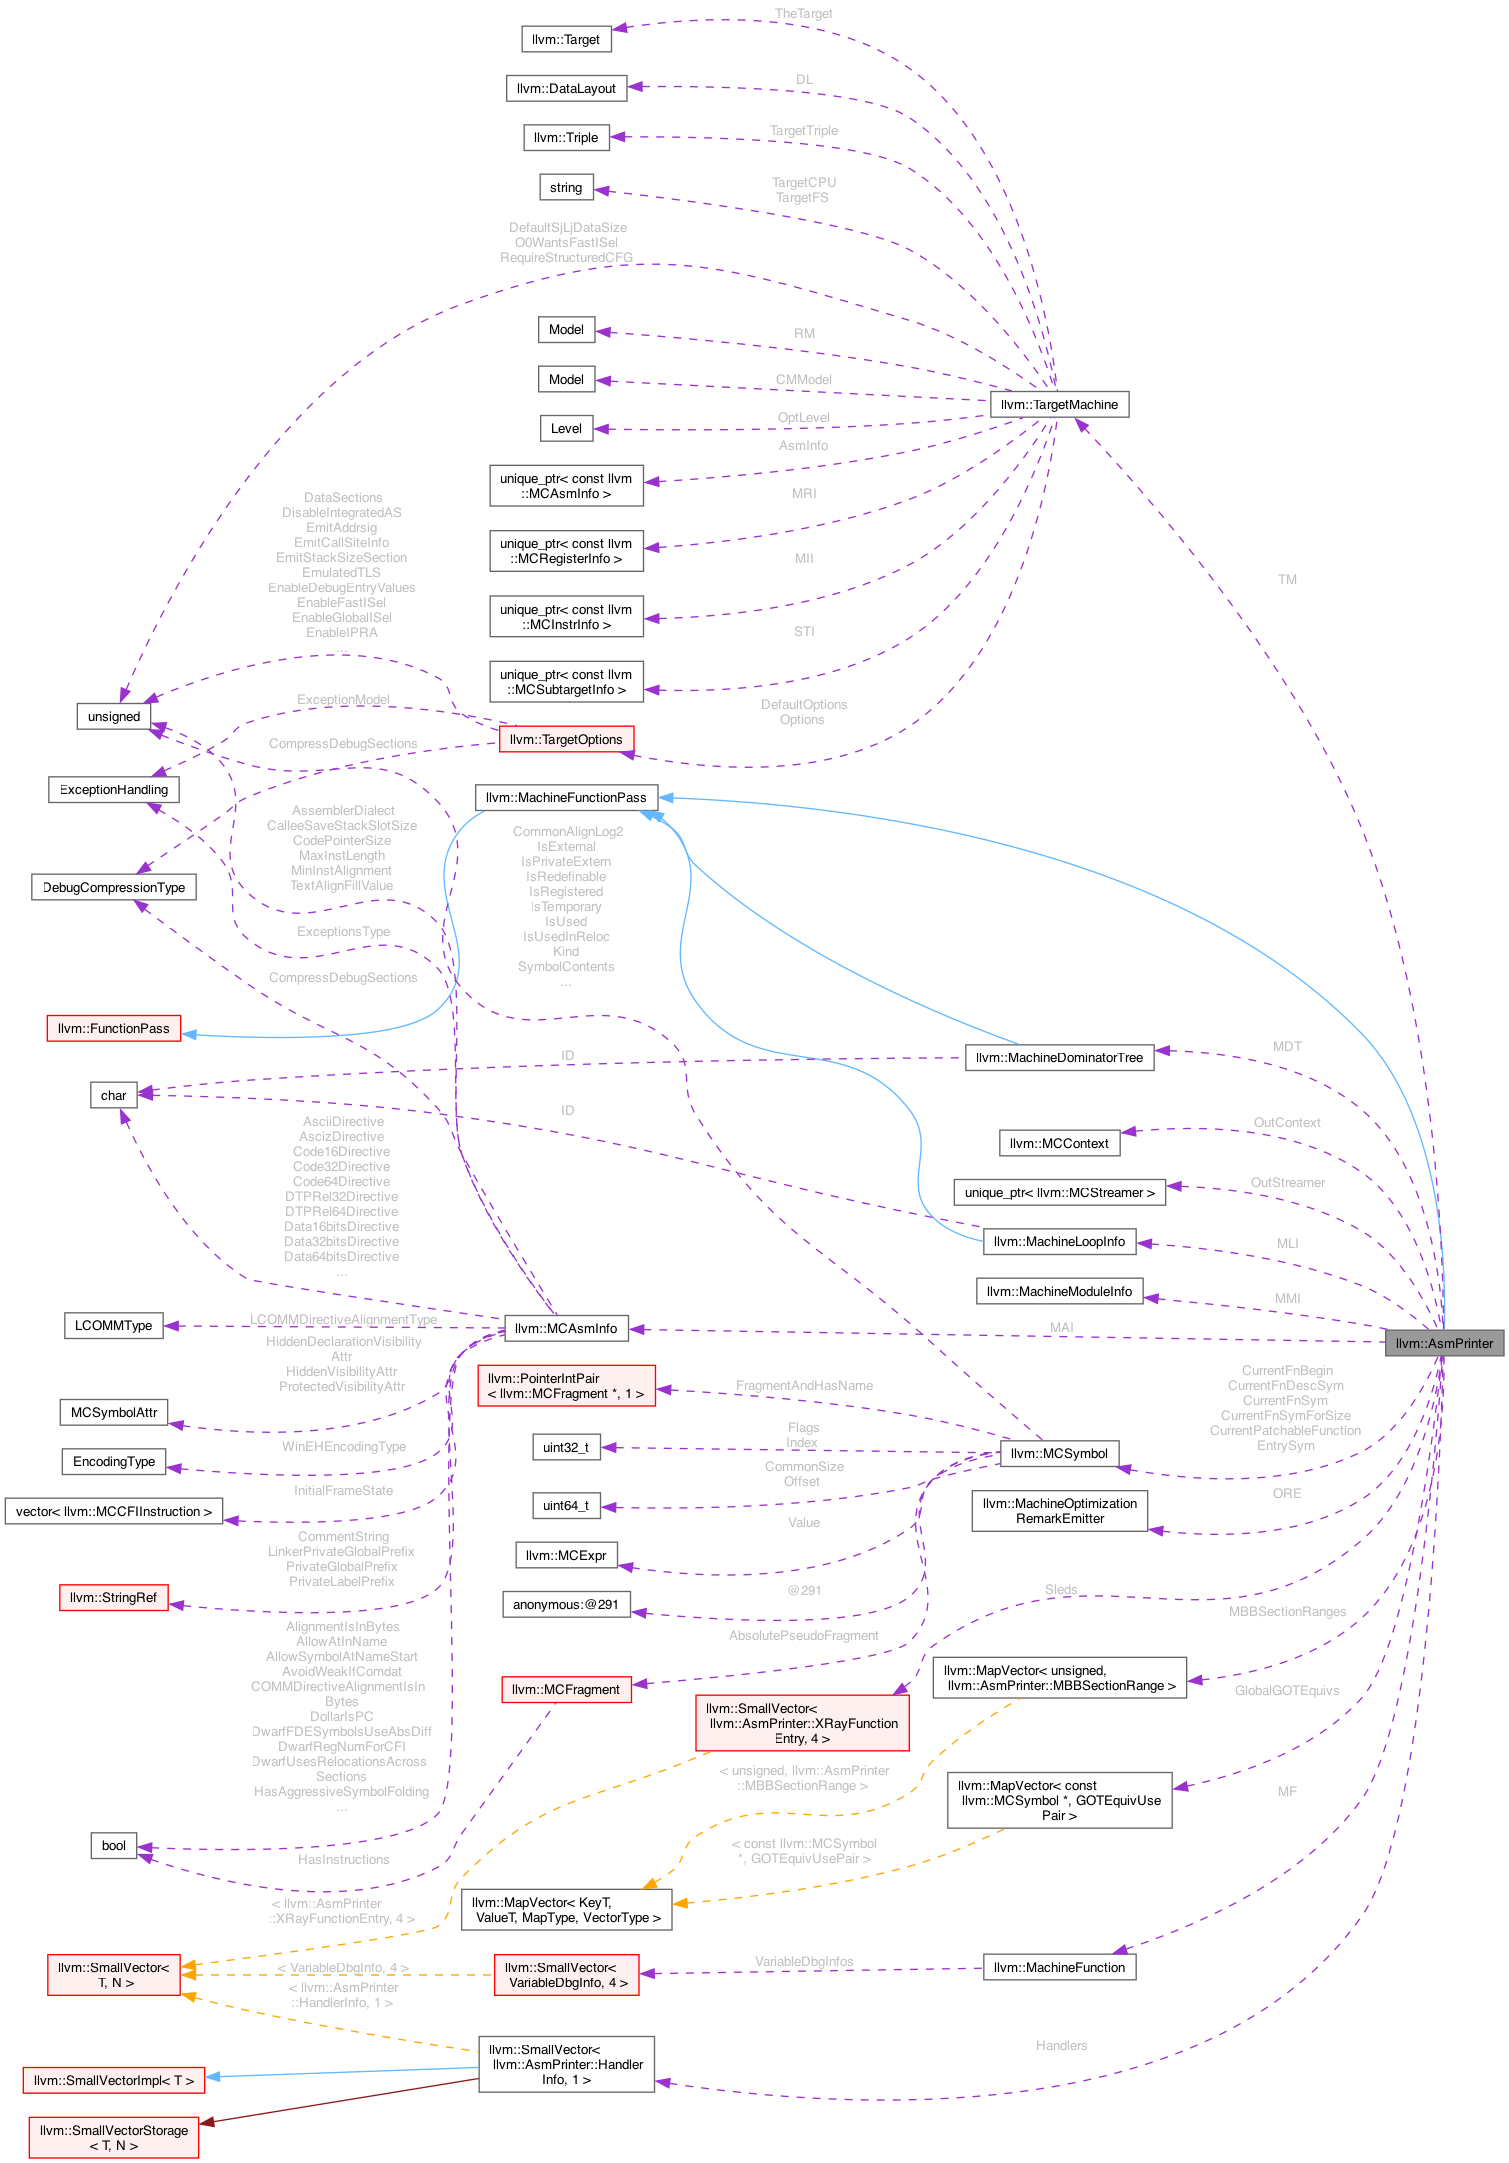 TheTarget
llvm::Target
DL
llvm::DataLayout
TargetTriple
llvm::Triple
TargetCPU
TargetFS
string
DefaultSjLjDataSize
O0WantsFastISel
RequireStructuredCFG
Model
RM
Model
CMModel
llvm::TargetMachine
Level
OptLevel
AsmInfo
unique_ptr< const llvm
::MCAsmInfo >
MRI
DataSections
DisableIntegratedAS
EmitAddrsig
EmitCallSiteInfo
EmitStackSizeSection
EmulatedTLS
EnableDebugEntryValues
EnableFastISel
EnableGlobalISel
EnableIPRA
...
unique_ptr< const llvm
::MCRegisterInfo >
MII
TM
unique_ptr< const llvm
::MCInstrInfo >
STI
unique_ptr< const llvm
::MCSubtargetInfo >
ExceptionModel
DefaultOptions
Options
unsigned
CompressDebugSections
llvm::TargetOptions
ExceptionHandling
llvm::MachineFunctionPass
AssemblerDialect
CalleeSaveStackSlotSize
CodePointerSize
MaxInstLength
MinInstAlignment
TextAlignFillValue
CommonAlignLog2
IsExternal
IsPrivateExtern
IsRedefinable
IsRegistered
IsTemporary
IsUsed
IsUsedInReloc
Kind
SymbolContents
...
DebugCompressionType
ExceptionsType
CompressDebugSections
llvm::FunctionPass
ID
llvm::MachineDominatorTree
MDT
char
ID
AsciiDirective
AscizDirective
Code16Directive
Code32Directive
Code64Directive
DTPRel32Directive
DTPRel64Directive
Data16bitsDirective
Data32bitsDirective
Data64bitsDirective
...
llvm::MCContext
OutContext
unique_ptr< llvm::MCStreamer >
OutStreamer
llvm::MachineLoopInfo
MLI
llvm::MachineModuleInfo
MMI
LCOMMType
LCOMMDirectiveAlignmentType
llvm::MCAsmInfo
MAI
llvm::AsmPrinter
HiddenDeclarationVisibility
Attr
HiddenVisibilityAttr
ProtectedVisibilityAttr
llvm::PointerIntPair
< llvm::MCFragment *, 1 >
FragmentAndHasName
CurrentFnBegin
CurrentFnDescSym
CurrentFnSym
CurrentFnSymForSize
CurrentPatchableFunction
EntrySym
MCSymbolAttr
WinEHEncodingType
EncodingType
uint32_t
Flags
Index
llvm::MCSymbol
InitialFrameState
vector< llvm::MCCFIInstruction >
uint64_t
CommonSize
Offset
llvm::MachineOptimization
RemarkEmitter
ORE
Value
CommentString
LinkerPrivateGlobalPrefix
PrivateGlobalPrefix
PrivateLabelPrefix
llvm::MCExpr
llvm::StringRef
anonymous:@291
@291
Sleds
MBBSectionRanges
AlignmentIsInBytes
AllowAtInName
AllowSymbolAtNameStart
AvoidWeakIfComdat
COMMDirectiveAlignmentIsIn
Bytes
DollarIsPC
DwarfFDESymbolsUseAbsDiff
DwarfRegNumForCFI
DwarfUsesRelocationsAcross
Sections
HasAggressiveSymbolFolding
...
AbsolutePseudoFragment
llvm::MCFragment
llvm::MapVector< unsigned,
llvm::AsmPrinter::MBBSectionRange >
GlobalGOTEquivs
llvm::SmallVector<
llvm::AsmPrinter::XRayFunction
Entry, 4 >
< unsigned, llvm::AsmPrinter
::MBBSectionRange >
llvm::MapVector< const
llvm::MCSymbol *, GOTEquivUse
Pair >
MF
bool
HasInstructions
< const llvm::MCSymbol
*, GOTEquivUsePair >
< llvm::AsmPrinter
::XRayFunctionEntry, 4 >
llvm::MapVector< KeyT,
ValueT, MapType, VectorType >
llvm::SmallVector<
T, N >
< VariableDbgInfo, 4 >
llvm::SmallVector<
VariableDbgInfo, 4 >
VariableDbgInfos
llvm::MachineFunction
< llvm::AsmPrinter
::HandlerInfo, 1 >
llvm::SmallVector<
llvm::AsmPrinter::Handler
Info, 1 >
Handlers
llvm::SmallVectorImpl< T >
llvm::SmallVectorStorage
< T, N >